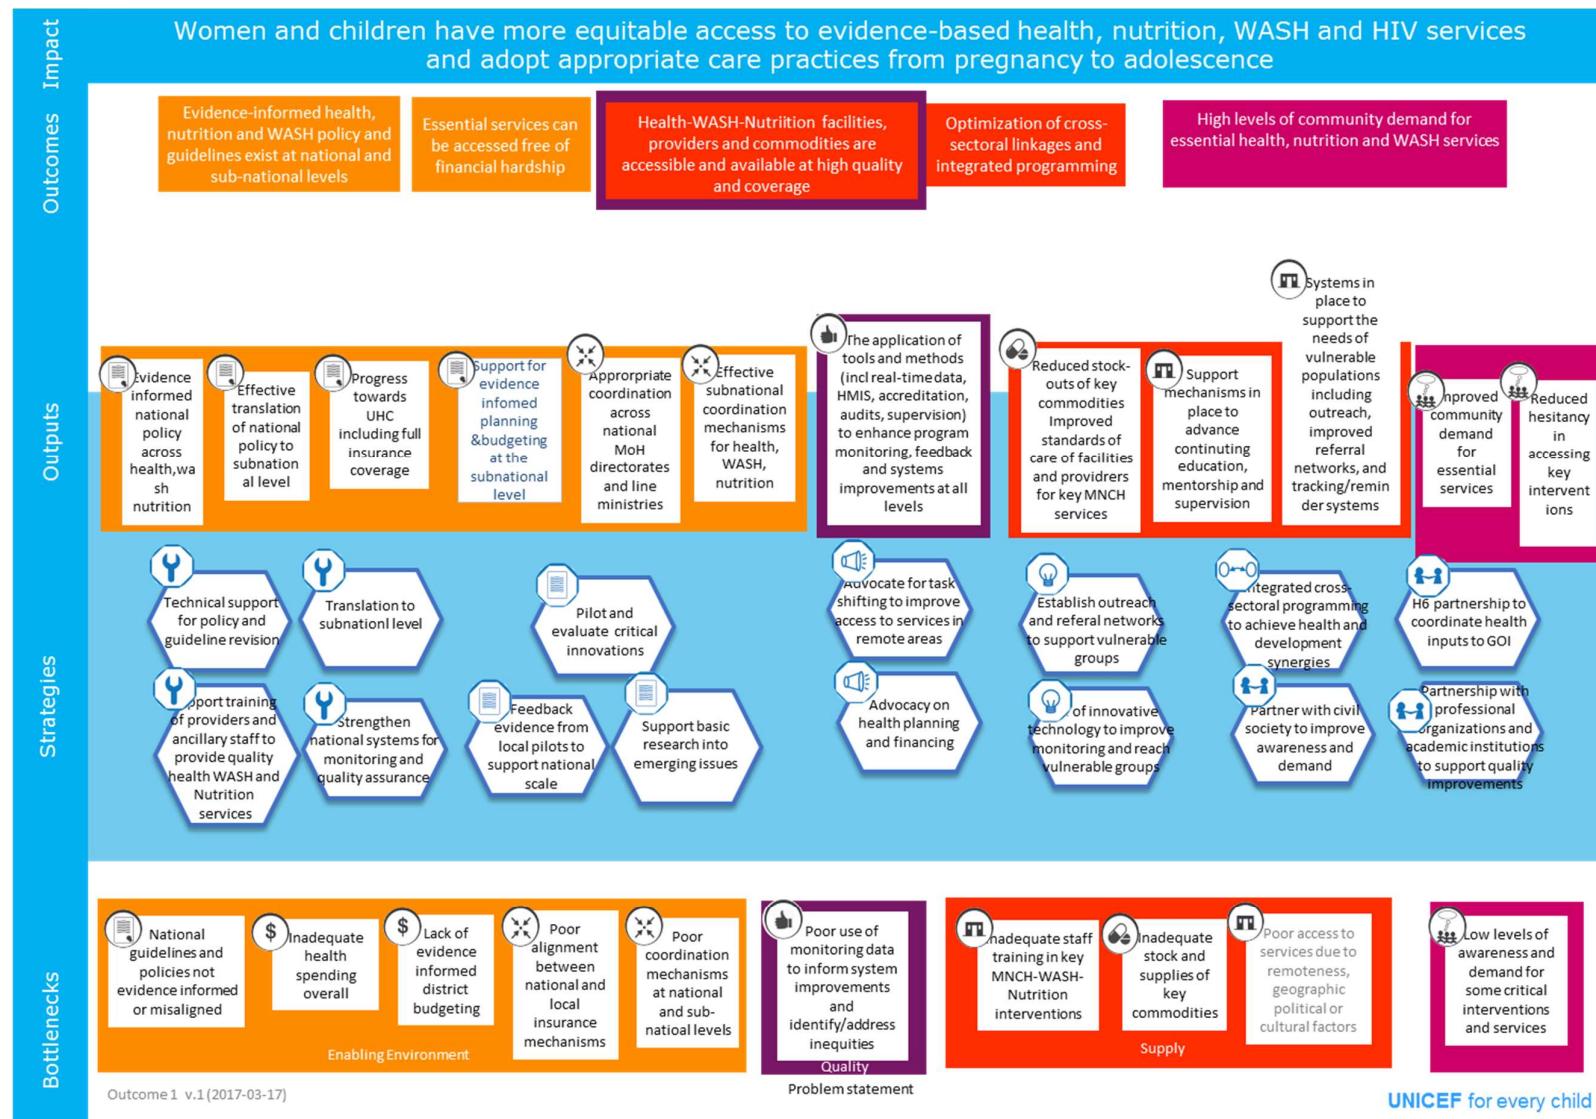 Impact
Women and children have more equitable access to evidence-based health, nutrition, WASH and HIV services
and adopt appropriate care practices from pregnancy to adolescence
Outcomes
Evidence-informed health,
nutrition and WASH policy and
guidelines exist at national and
sub-national levels
Essential services can
be accessed free of
financial hardship
Health-WASH-Nutriition facilities,
providers and commodities are
accessible and available at high quality
and coverage
Optimization of cross-
sectoral linkages and
integrated programming
High levels of community demand for
essential health, nutrition and WASH services
Outputs
Evidence
informed
national
policy
across
health,wa
sh
nutrition
Effective
translation
of national
policy to
subnation
al level
Progress
towards
UHC
including full
insurance
coverage
Support for
evidence
infomed
planning
&budgeting
at the
subnational
level
Approrpriate
coordination
across
national
MoH
directorates
and line
ministries
Effective
subnational
coordination
mechanisms
for health,
WASH,
nutrition
The application of
tools and methods
(incl real-time data,
HMIS, accreditation,
audits, supervision)
to enhance program
monitoring, feedback
and systems
improvements at all
levels
Reduced stock-
outs of key
commodities
Improved
standards of
care of facilities
and providrers
for key MNCH
services
Support
mechanisms in
place to
advance
continuting
education,
mentorship and
supervision
Systems in
place to
support the
needs of
vulnerable
populations
including
outreach,
improved
referral
networks, and
tracking/remin
der systems
mproved
community
demand
for
essential
services
Reduced
hesitancy
in
accessing
key
intervent
ions
Strategies
Technical support
for policy and
guideline revision
Translation to
subnationl level
Pilot and
evaluate critical
innovations
Advocate for task
shifting to improve
access to services in
remote areas
Establish outreach
and referal networks
to support vulnerable
groups
ntegrated cross-
sectoral programming
to achieve health and
development
synergies
H6 partnership to
coordinate health
inputs to GOI
pport training
of providers and
ancillary staff to
provide quality
health WASH and
Nutrition
services
Strengthen
national systems for
monitoring and
quality assurance
Feedback
evidence from
local pilots to
support national
scale
Support basic
research into
emerging issues
Advocacy on
health planning
and financing
of innovative
technology to improve
monitoring and reach
vulnerable groups
Partner with civil
society to improve
awareness and
demand
Partnership with
professional
organizations and
academic institutions
to support quality
improvements
Bottlenecks
National
guidelines and
policies not
evidence informed
or misaligned
$
Inadequate
health
spending
overall
$
Lack of
evidence
informed
district
budgeting
Poor
alignment
between
national and
local
insurance
mechanisms
Poor
coordination
mechanisms
at national
and sub-
natioal levels
Enabling Environment
Poor use of
monitoring data
to inform system
improvements
and
identify/address
inequities
Quality
Problem statement
Inadequate staff
training in key
MNCH-WASH-
Nutrition
interventions
Inadequate
stock and
supplies of
key
commodities
Poor access to
services due to
remoteness,
geographic
political or
cultural factors
Supply
Low levels of
awareness and
demand for
some critical
interventions
and services
Outcome 1 v.1 (2017-03-17)
UNICEF for every child